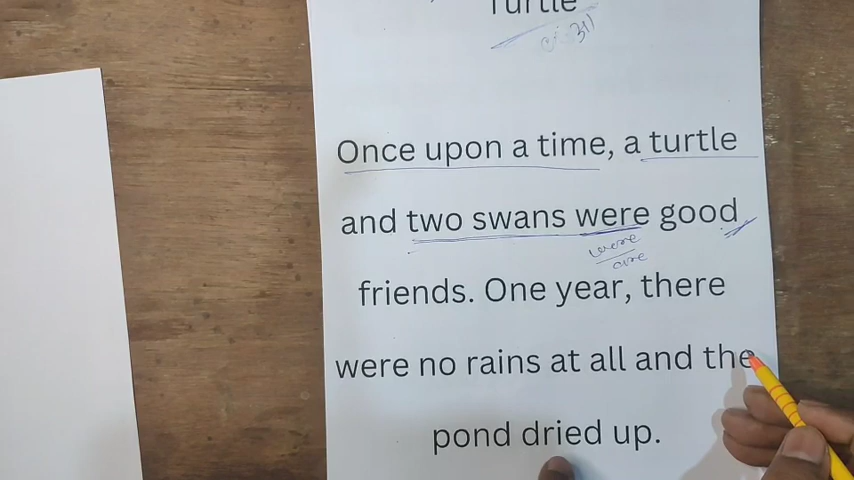 Turtle
Once upon a time, a turtle
and two swans were good
were
are
friends. One year, there
were no rains at all and the
pond dried up.